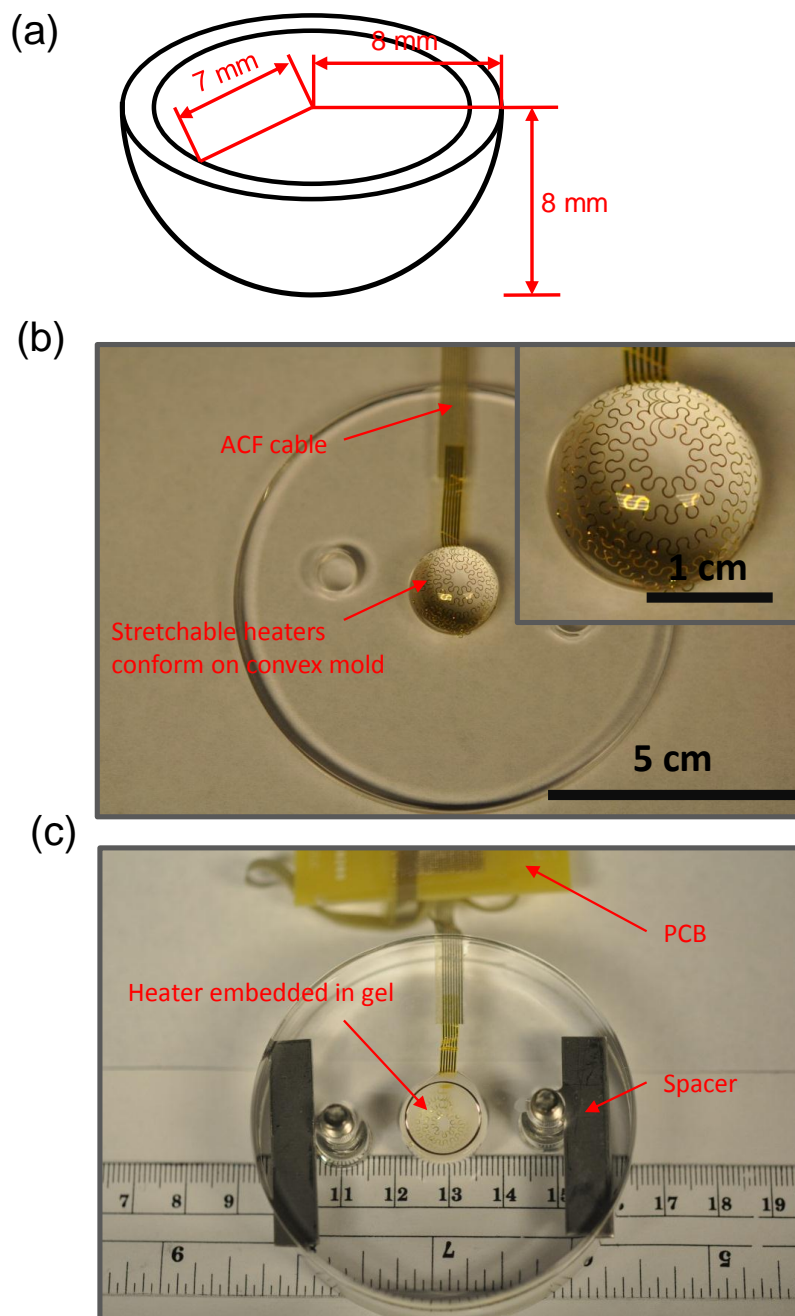 (a)
8 mm
7 mm
8 mm
(b)
ACF cable
1 cm
Stretchable heaters
conform on convex mold
5 cm
(c)
PCB
Heater embedded in gel
Spacer
7 8 9 11 12 13 14 15 17 18 19
9 7 5